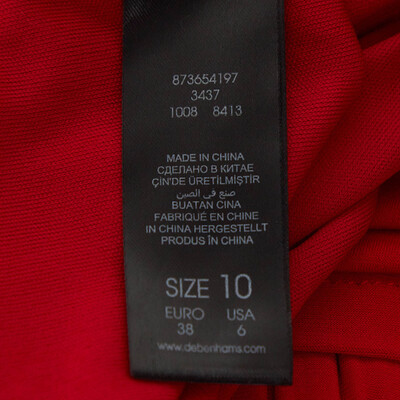 873654197
3437
1008 8413
MADE IN CHINA
СДЕЛАНО В КИТАЕ
ÇİN'DE ÜRETİLMİŞTİR
صنع في الصين
BUATAN CINA
FABRIQUÉ EN CHINE
IN CHINA HERGESTELLT
PRODUS ÎN CHINA
SIZE 10
EURO USA
38 6
www.debenhams.com